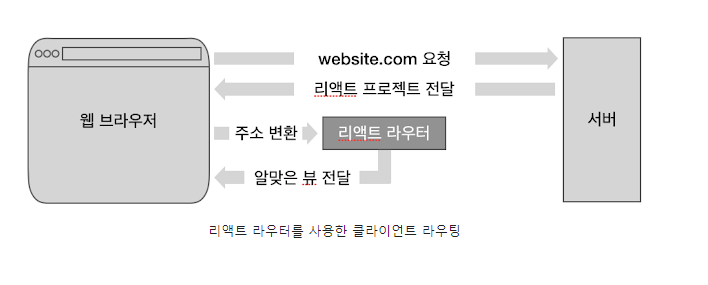 website.com 요청
리액트 프로젝트 전달
웹 브라우저
서버
주소 변환
리액트 라우터
알맞은 뷰 전달
리액트 라우터를 사용한 클라이언트 라우팅